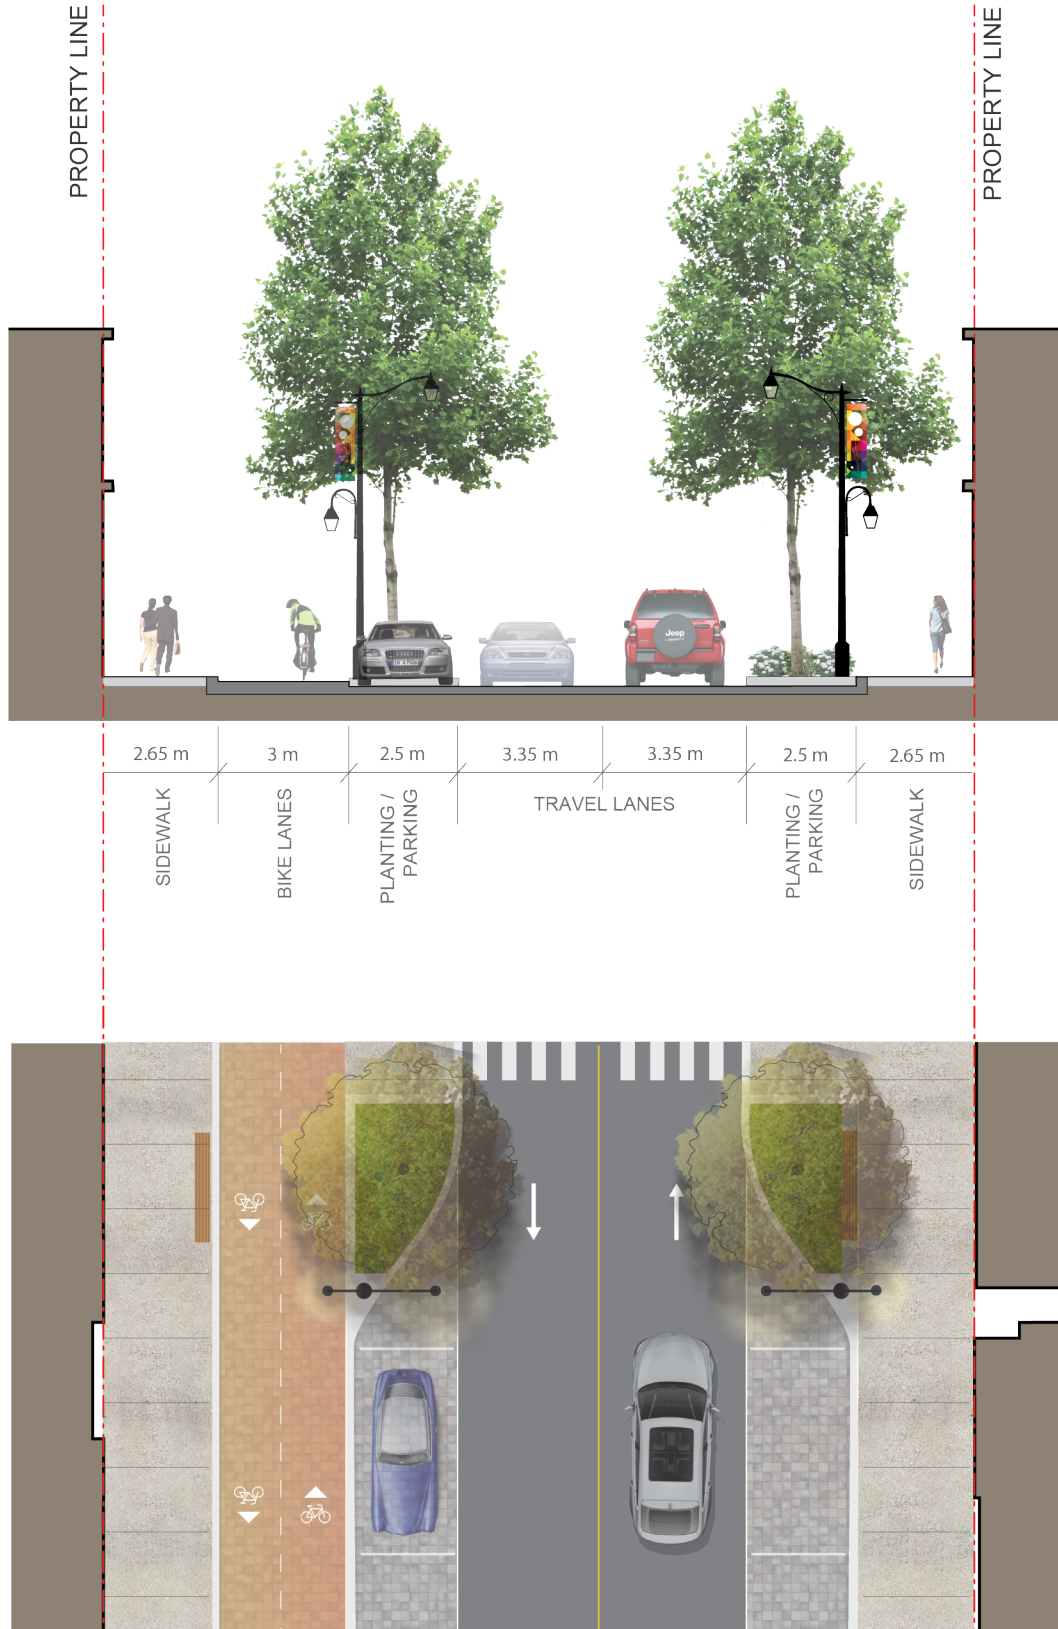 PROPERTY LINE
PROPERTY LINE
Jeep
2.65 m
3 m
2.5 m
3.35 m
3.35 m
2.5 m
2.65 m
SIDEWALK
BIKE LANES
PLANTING /
PARKING
TRAVEL LANES
PLANTING /
PARKING
SIDEWALK